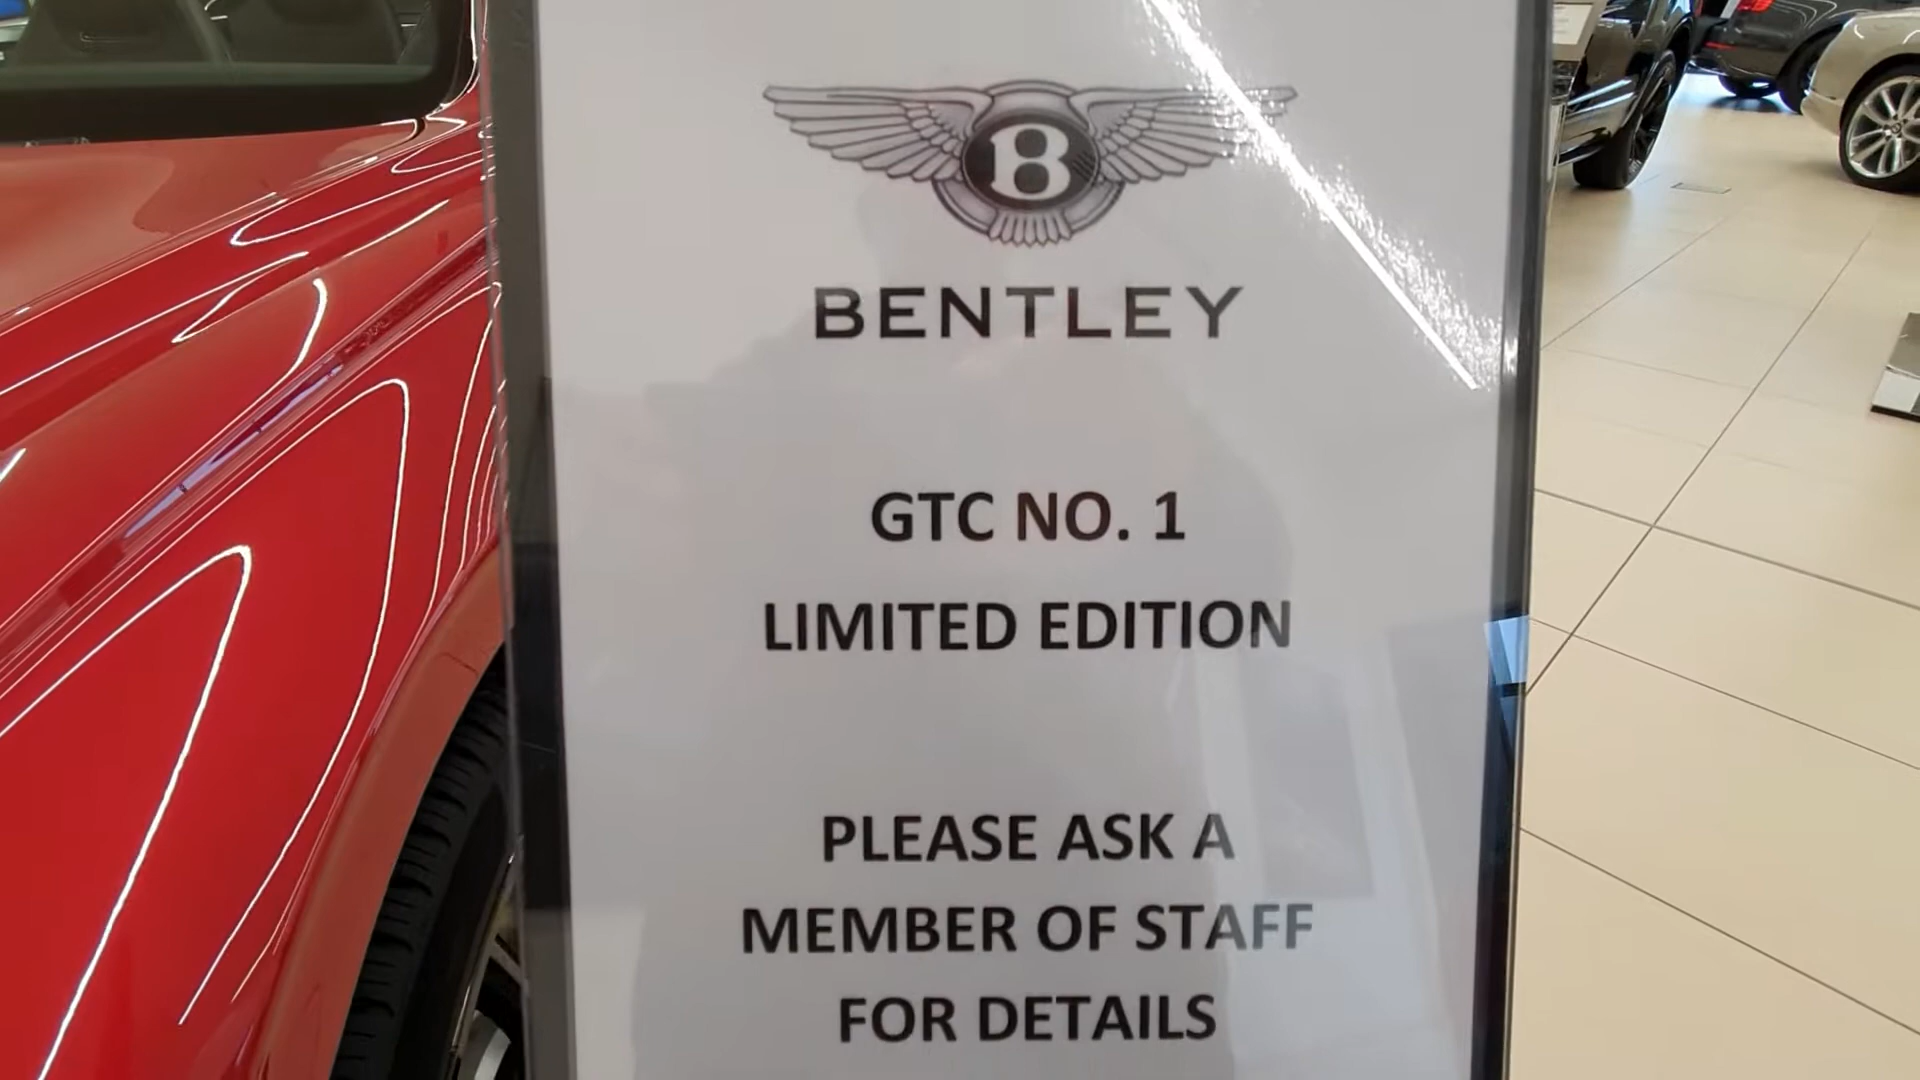 B
BENTLEY
GTC NO. 1
LIMITED EDITION
PLEASE ASK A
MEMBER OF STAFF
FOR DETAILS